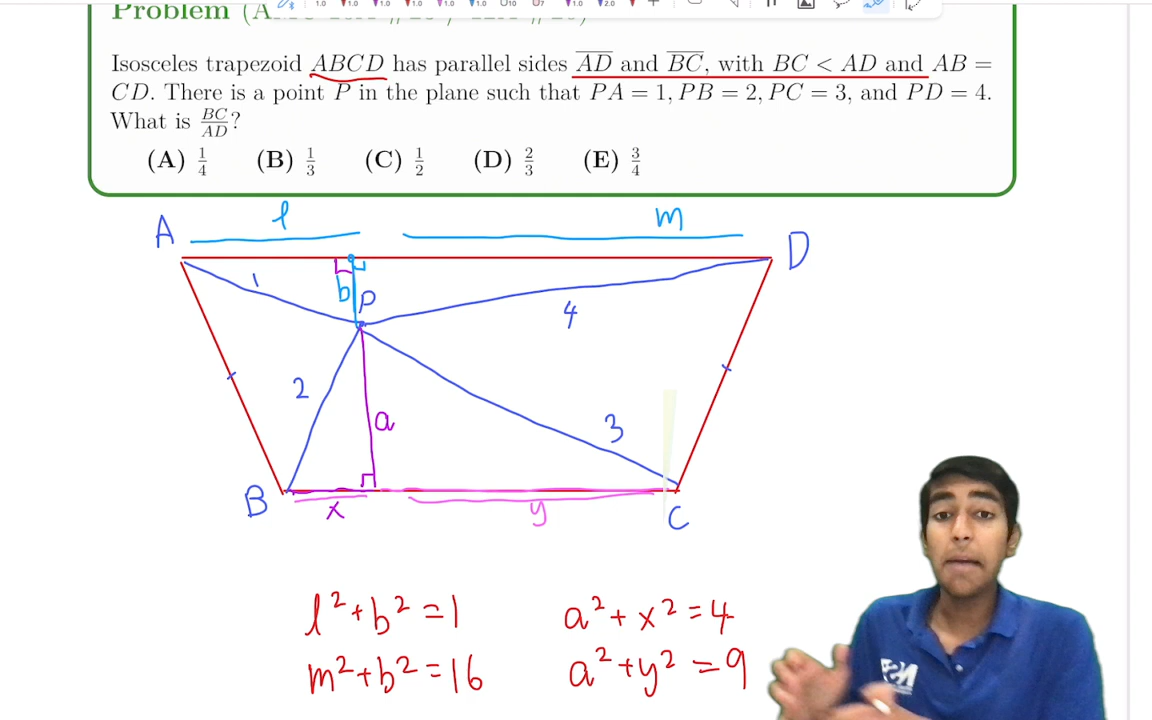 Problem (A
Isosceles trapezoid ABCD has parallel sides AD and BC, with BC < AD and AB =
CD. There is a point P in the plane such that PA = 1, PB = 2, PC = 3, and PD = 4.
What is BC/AD?
(A) 1/4 (B) 1/3 (C) 1/2 (D) 2/3 (E) 3/4
l m
A D
1 b P
4
2 a 3
B x y C
l² + b² = 1 a² + x² = 4
m² + b² = 16 a² + y² = 9